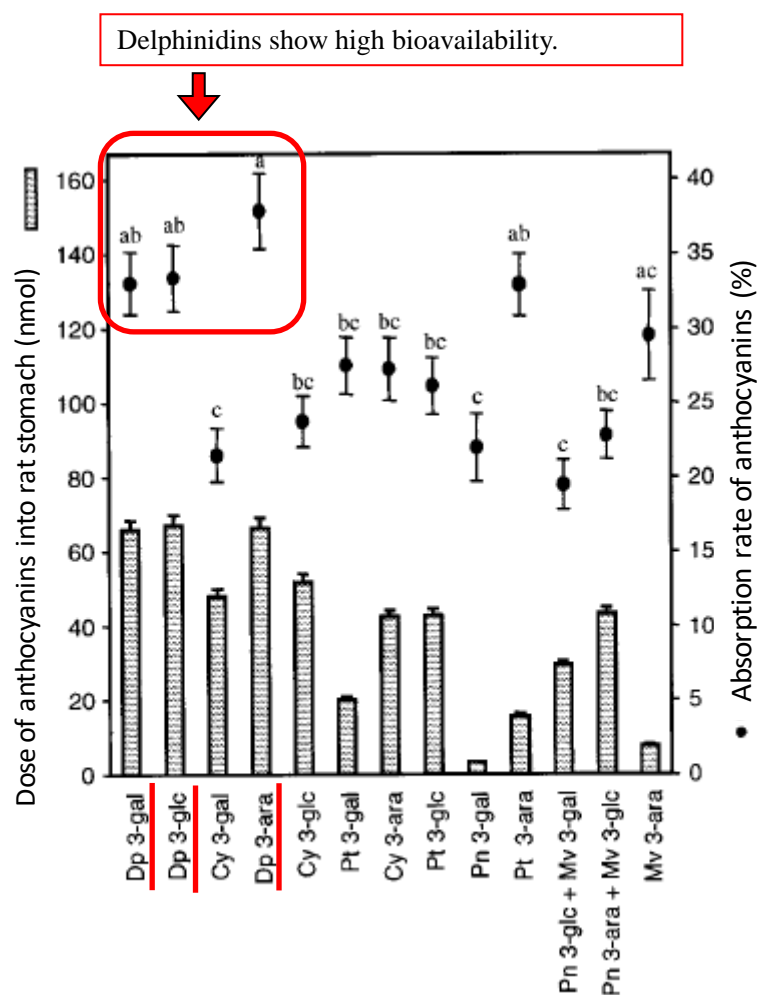 Delphinidins show high bioavailability.
Dose of anthocyanins into rat stomach (nmol)
160
140
120
100
80
60
40
20
0
ab
ab
a
c
bc
bc
bc
bc
c
ab
c
bc
ac
40
35
30
25
20
15
10
5
0
Absorption rate of anthocyanins (%)
Dp 3-gal
Dp 3-glc
Cy 3-gal
Dp 3-ara
Cy 3-glc
Pt 3-gal
Cy 3-ara
Pt 3-glc
Pn 3-gal
Pt 3-ara
Pn 3-glc + Mv 3-gal
Pn 3-ara + Mv 3-glc
Mv 3-ara